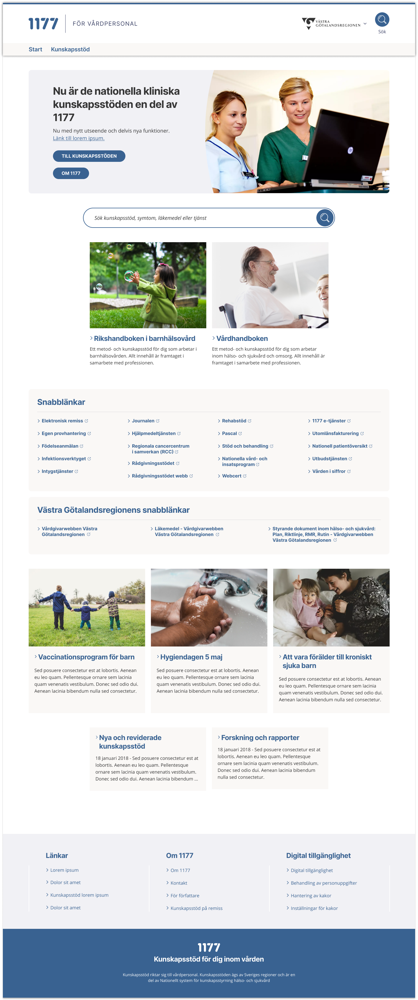 1177
FÖR VÅRDPERSONAL
VÄSTRA
GÖTALANDSREGIONEN
Sök
Start
Kunskapsstöd
Nu är de nationella kliniska
kunskapsstöden en del av
1177
Nu med nytt utseende och delvis nya funktioner.
Länk till lorem ipsum.
TILL KUNSKAPSSTÖDEN
OM 1177
Sök kunskapsstöd, symtom, läkemedel eller tjänst
Rikshandboken i barnhälsovård
Ett metod- och kunskapsstöd för dig som arbetar i
barnhälsovården. Allt innehåll är framtaget i
samarbete med professionen.
Vårdhandboken
Ett metod- och kunskapsstöd för dig som arbetar
inom hälso- och sjukvård och omsorg. Allt innehåll är
framtaget i samarbete med professionen.
Snabblänkar
Elektronisk remiss
Egen provhantering
Födelseanmälan
Infektionsverktyget
Intygstjänster
Journalen
Hjälpmedeltjänsten
Regionala cancercentrum
i samverkan (RCC)
Rådgivningsstödet
Rådgivningsstödet webb
Rehabstöd
Pascal
Stöd och behandling
Nationella vård- och
insatsprogram
Webcert
1177 e-tjänster
Utomlänsfakturering
Nationell patientöversikt
Utbudstjänsten
Vården i siffror
Västra Götalandsregionens snabblänkar
Vårdgivarwebben Västra
Götalandsregionen
Läkemedel - Vårdgivarwebben
Västra Götalandsregionen
Styrande dokument inom hälso- och sjukvård:
Plan, Riktlinje, RMR, Rutin - Vårdgivarwebben
Västra Götalandsregionen
Vaccinationsprogram för barn
Sed posuere consectetur est at lobortis. Aenean
eu leo quam. Pellentesque ornare sem lacinia
quam venenatis vestibulum. Donec sed odio dui.
Aenean lacinia bibendum nulla sed consectetur.
Hygiendagen 5 maj
Sed posuere consectetur est at lobortis. Aenean
eu leo quam. Pellentesque ornare sem lacinia
quam venenatis vestibulum. Donec sed odio dui.
Aenean lacinia bibendum nulla sed consectetur.
Att vara förälder till kroniskt
sjuka barn
Sed posuere consectetur est at lobortis. Aenean
eu leo quam. Pellentesque ornare sem lacinia
quam venenatis vestibulum. Donec sed odio dui.
Aenean lacinia bibendum nulla sed consectetur.
Nya och reviderade
kunskapsstöd
18 januari 2018 - Sed posuere consectetur est at
lobortis. Aenean eu leo quam. Pellentesque
ornare sem lacinia quam venenatis vestibulum.
Donec sed odio dui. Aenean lacinia bibendum ...
Forskning och rapporter
18 januari 2018 - Sed posuere consectetur est at
lobortis. Aenean eu leo quam. Pellentesque
ornare sem lacinia quam venenatis vestibulum.
Donec sed odio dui. Aenean lacinia bibendum
nulla sed consectetur.
Länkar
Lorem ipsum
Dolor sit amet
Kunskapsstöd lorem ipsum
Dolor sit amet
Om 1177
Om 1177
Kontakt
För författare
Kunskapsstöd på remiss
Digital tillgänglighet
Digital tillgänglighet
Behandling av personuppgifter
Hantering av kakor
Inställningar för kakor
1177
Kunskapsstöd för dig inom vården
Kunskapsstöd riktar sig till vårdpersonal. Kunskapsstöden ägs av Sveriges regioner och är en
del av Nationellt system för kunskapsstyrning hälso- och sjukvård